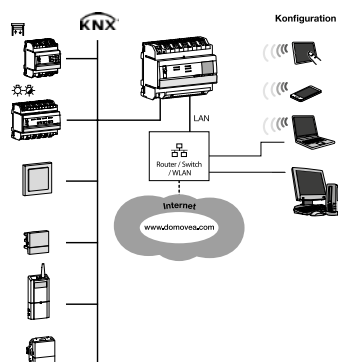 KNX
Konfiguration
LAN
Router / Switch
/ WLAN
Internet
www.domovea.com